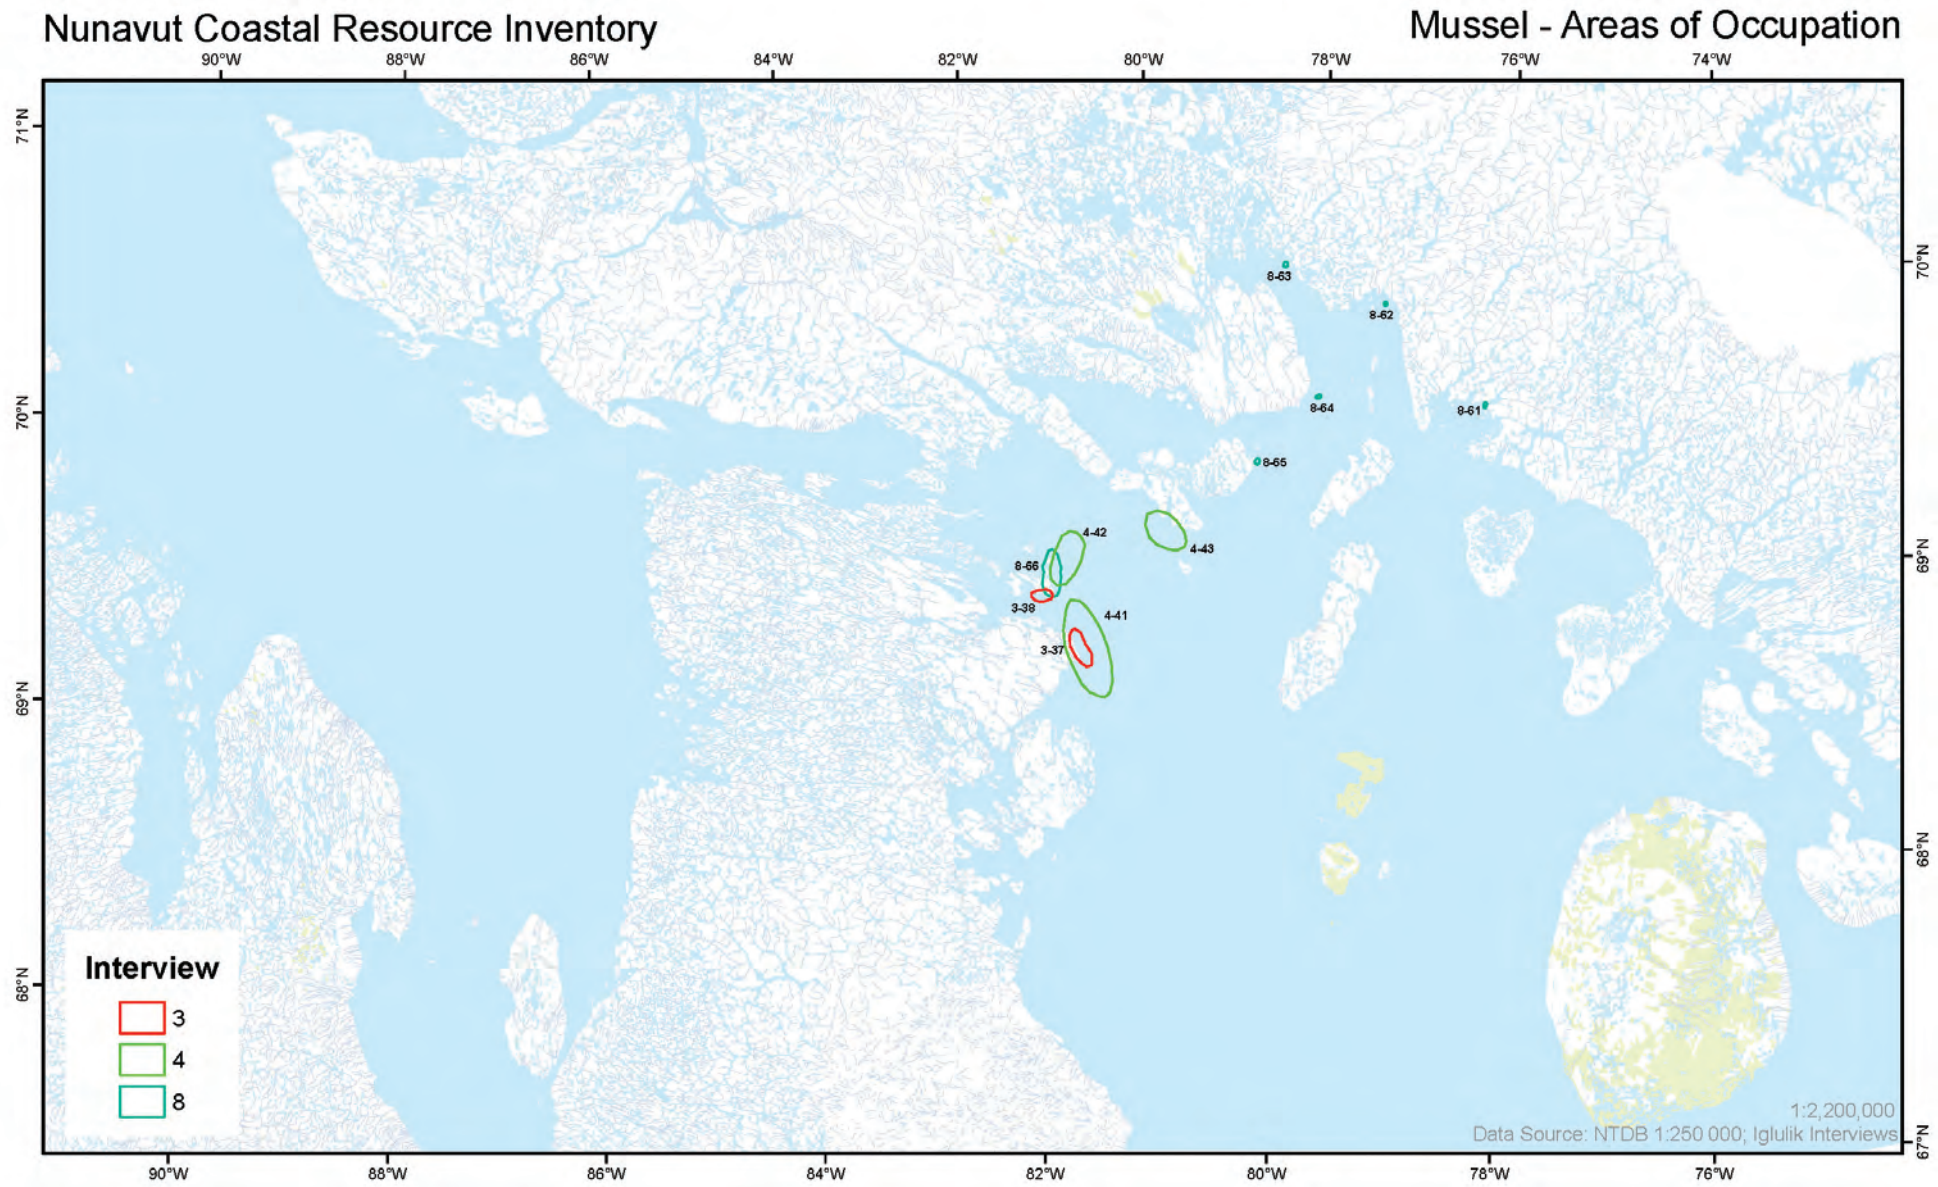 Nunavut Coastal Resource Inventory
Mussel - Areas of Occupation
90°W 88°W 86°W 84°W 82°W 80°W 78°W 76°W 74°W
71°N
70°N
8-63
8-62
70°N
8-64
8-61
8-65
4-42
4-43
69°N
8-66
3-38
4-41
3-37
69°N
68°N
Interview
68°N
3
4
8
1:2,200,000
Data Source: NTDB 1:250 000; Iglulik Interviews
67°N
90°W 88°W 86°W 84°W 82°W 80°W 78°W 76°W